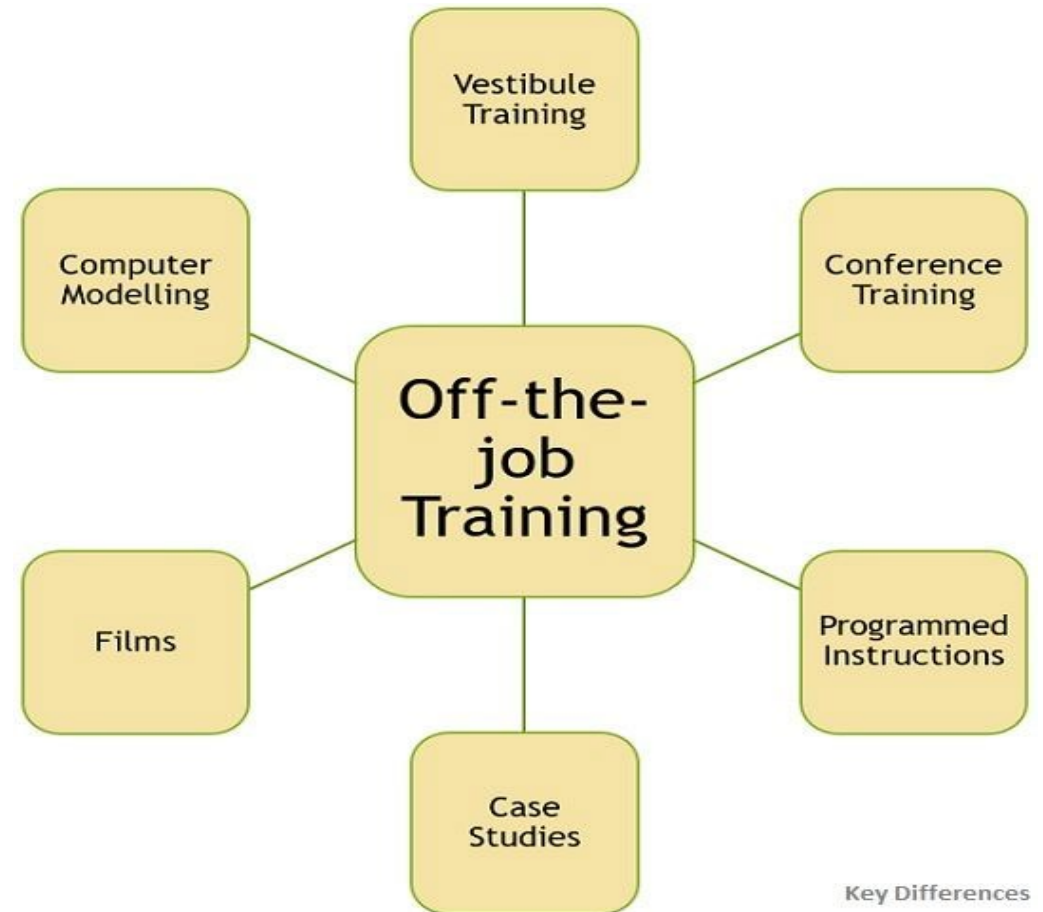 Vestibule
Training
Computer
Modelling
Conference
Training
Off-the-
job
Training
Films
Programmed
Instructions
Case
Studies
Key Differences